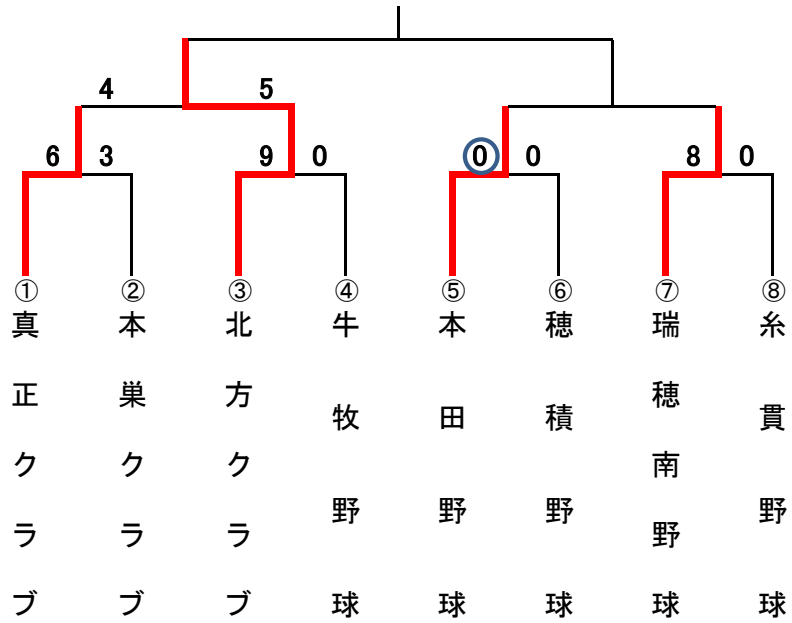 4 5
6 3 9 0 0 0 8 0
① ② ③ ④ ⑤ ⑥ ⑦ ⑧
真正クラブ
本巣クラブ
北方クラブ
牛牧野球
本田野球
穂積野球
瑞穂南野球
糸貫野球